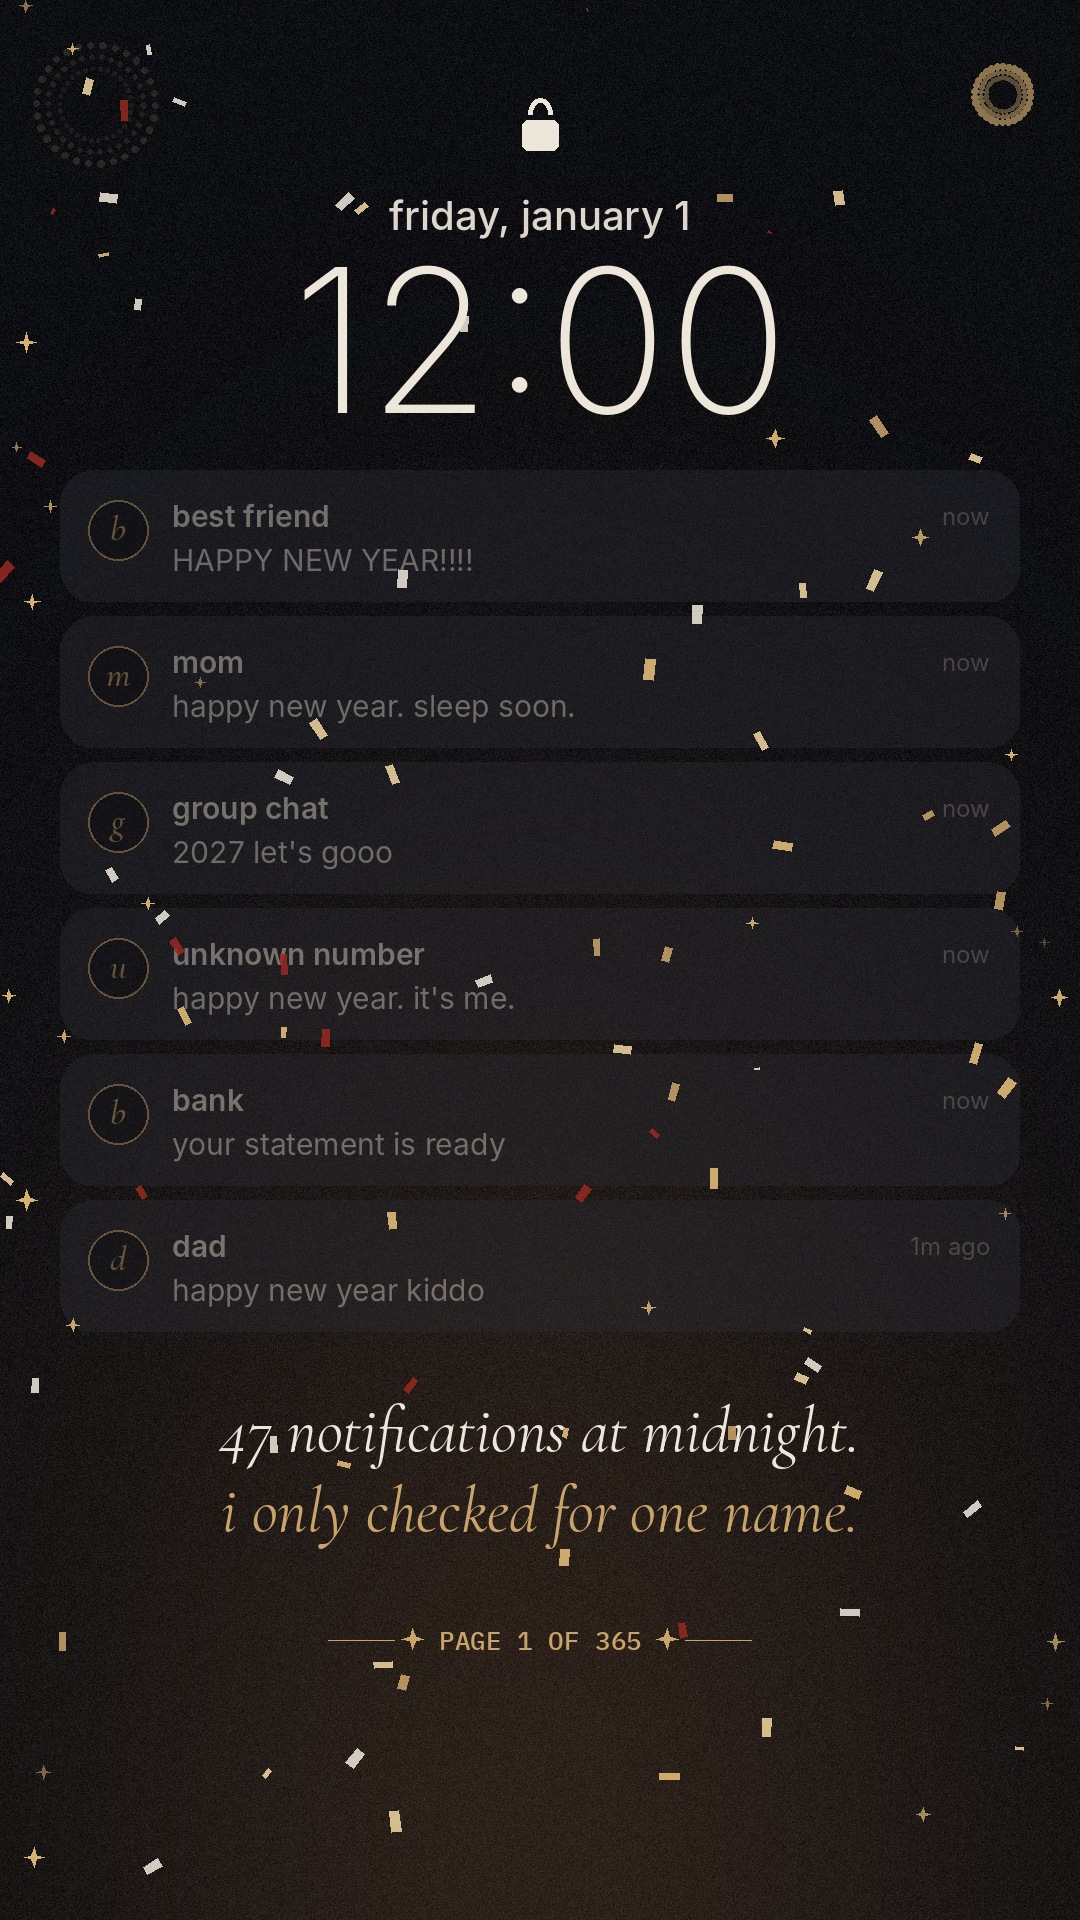 friday, january 1
12:00
b
best friend
now
HAPPY NEW YEAR!!!!
m
mom
now
happy new year. sleep soon.
g
group chat
now
2027 let's gooo
u
unknown number
now
happy new year. it's me.
b
bank
now
your statement is ready
d
dad
1m ago
happy new year kiddo
47 notifications at midnight.
i only checked for one name.
PAGE 1 OF 365